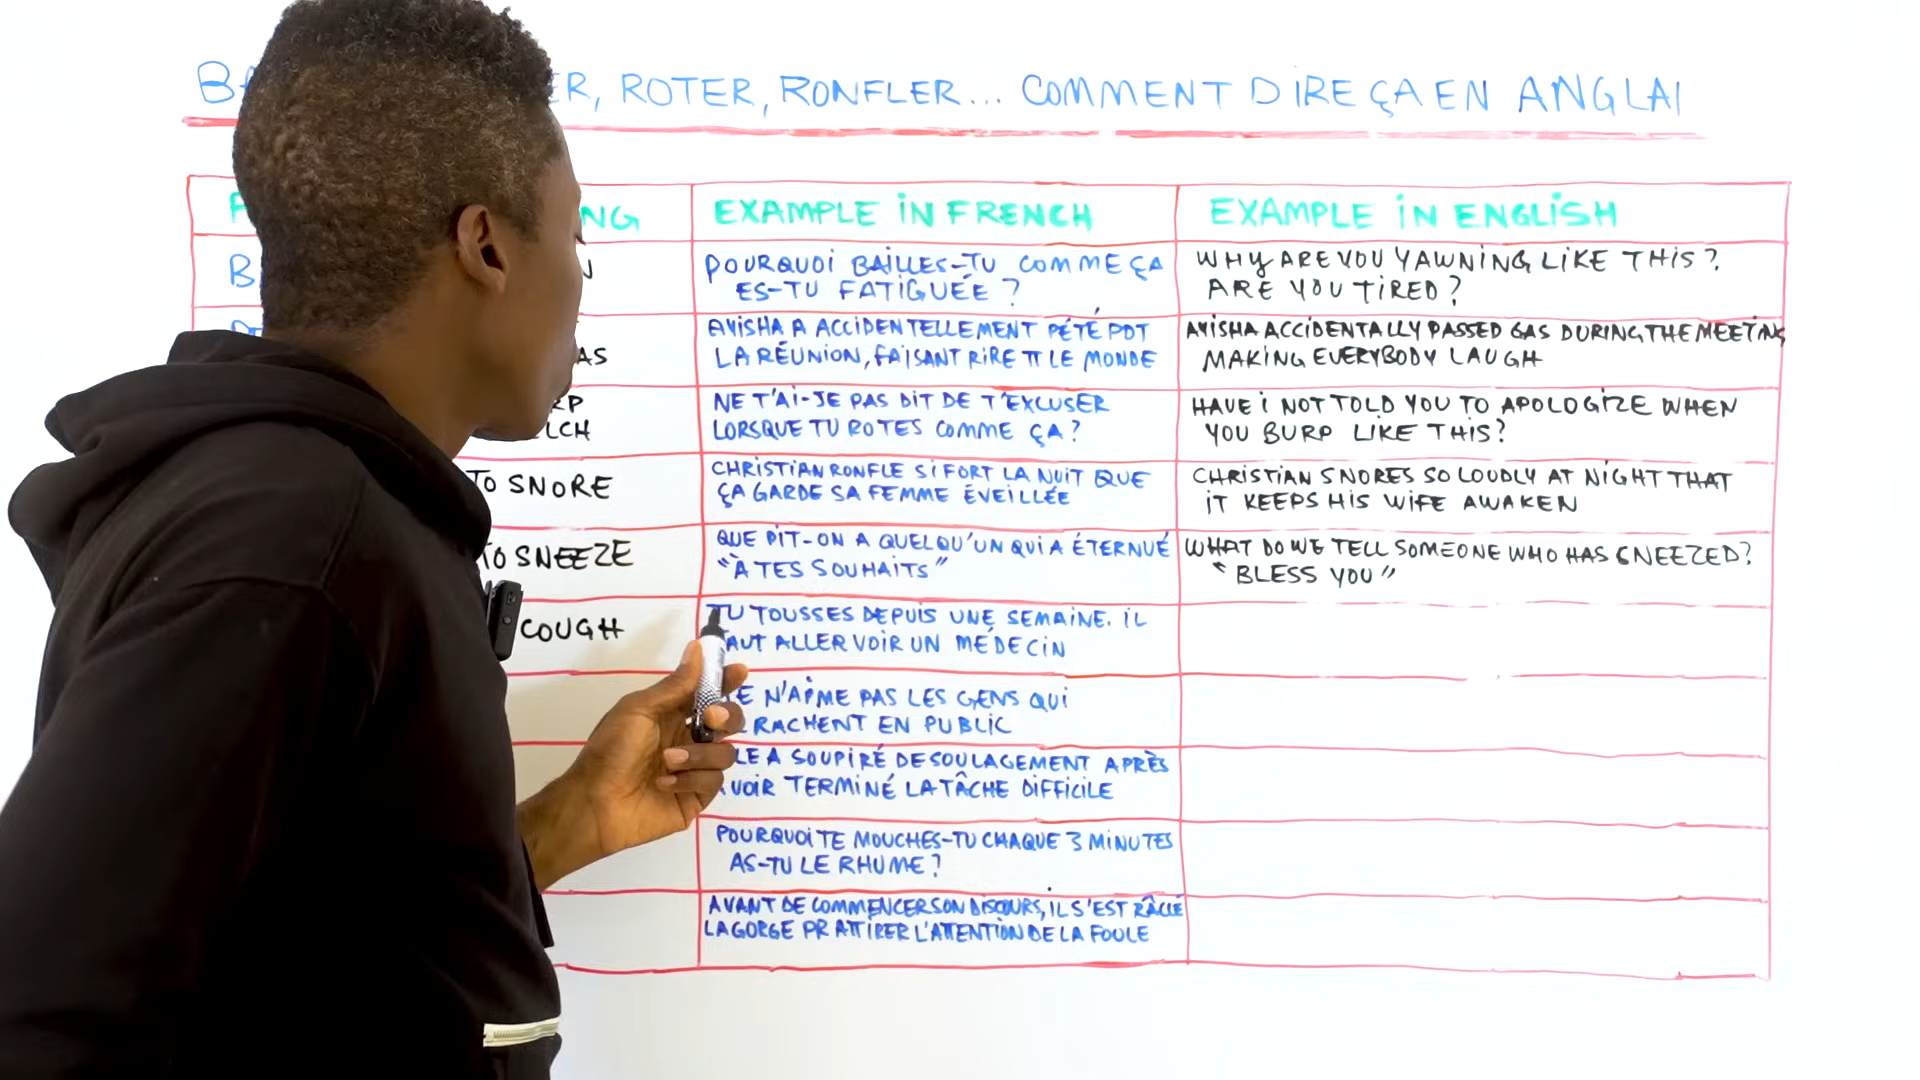 ROTER, RONFLER... COMMENT DIRE ÇA EN ANGLAI
EXAMPLE IN FRENCH
EXAMPLE IN ENGLISH
POURQUOI BAILLES-TU COMME ÇA
ES-TU FATIGUÉE ?
WHY ARE YOU YAWNING LIKE THIS?
ARE YOU TIRED?
AYISHA A ACCIDENTELLEMENT PÉTÉ PDT
LA RÉUNION, FAISANT RIRE TT LE MONDE
AYISHA ACCIDENTALLY PASSED GAS DURING THE MEETING
MAKING EVERYBODY LAUGH
NE T'AI-JE PAS DIT DE T'EXCUSER
LORSQUE TU ROTES COMME ÇA?
HAVE I NOT TOLD YOU TO APOLOGIZE WHEN
YOU BURP LIKE THIS?
TO SNORE
CHRISTIAN RONFLE SI FORT LA NUIT QUE
ÇA GARDE SA FEMME ÉVEILLÉE
CHRISTIAN SNORES SO LOUDLY AT NIGHT THAT
IT KEEPS HIS WIFE AWAKEN
TO SNEEZE
QUE DIT-ON A QUELQU'UN QUI A ÉTERNUÉ
"À TES SOUHAITS"
WHAT DO WE TELL SOMEONE WHO HAS SNEEZED?
"BLESS YOU"
COUGH
TU TOUSSES DEPUIS UNE SEMAINE. IL
ALLER VOIR UN MÉDECIN
N'AIME PAS LES GENS QUI
EN PUBLIC
A SOUPIRÉ DE SOULAGEMENT APRÈS
TERMINÉ LA TÂCHE DIFFICILE
POURQUOI TE MOUCHES-TU CHAQUE 3 MINUTES
AS-TU LE RHUME?
AVANT DE COMMENCER SON DISCOURS, IL S'EST RÂCLÉ
LA GORGE PR ATTIRER L'ATTENTION DE LA FOULE